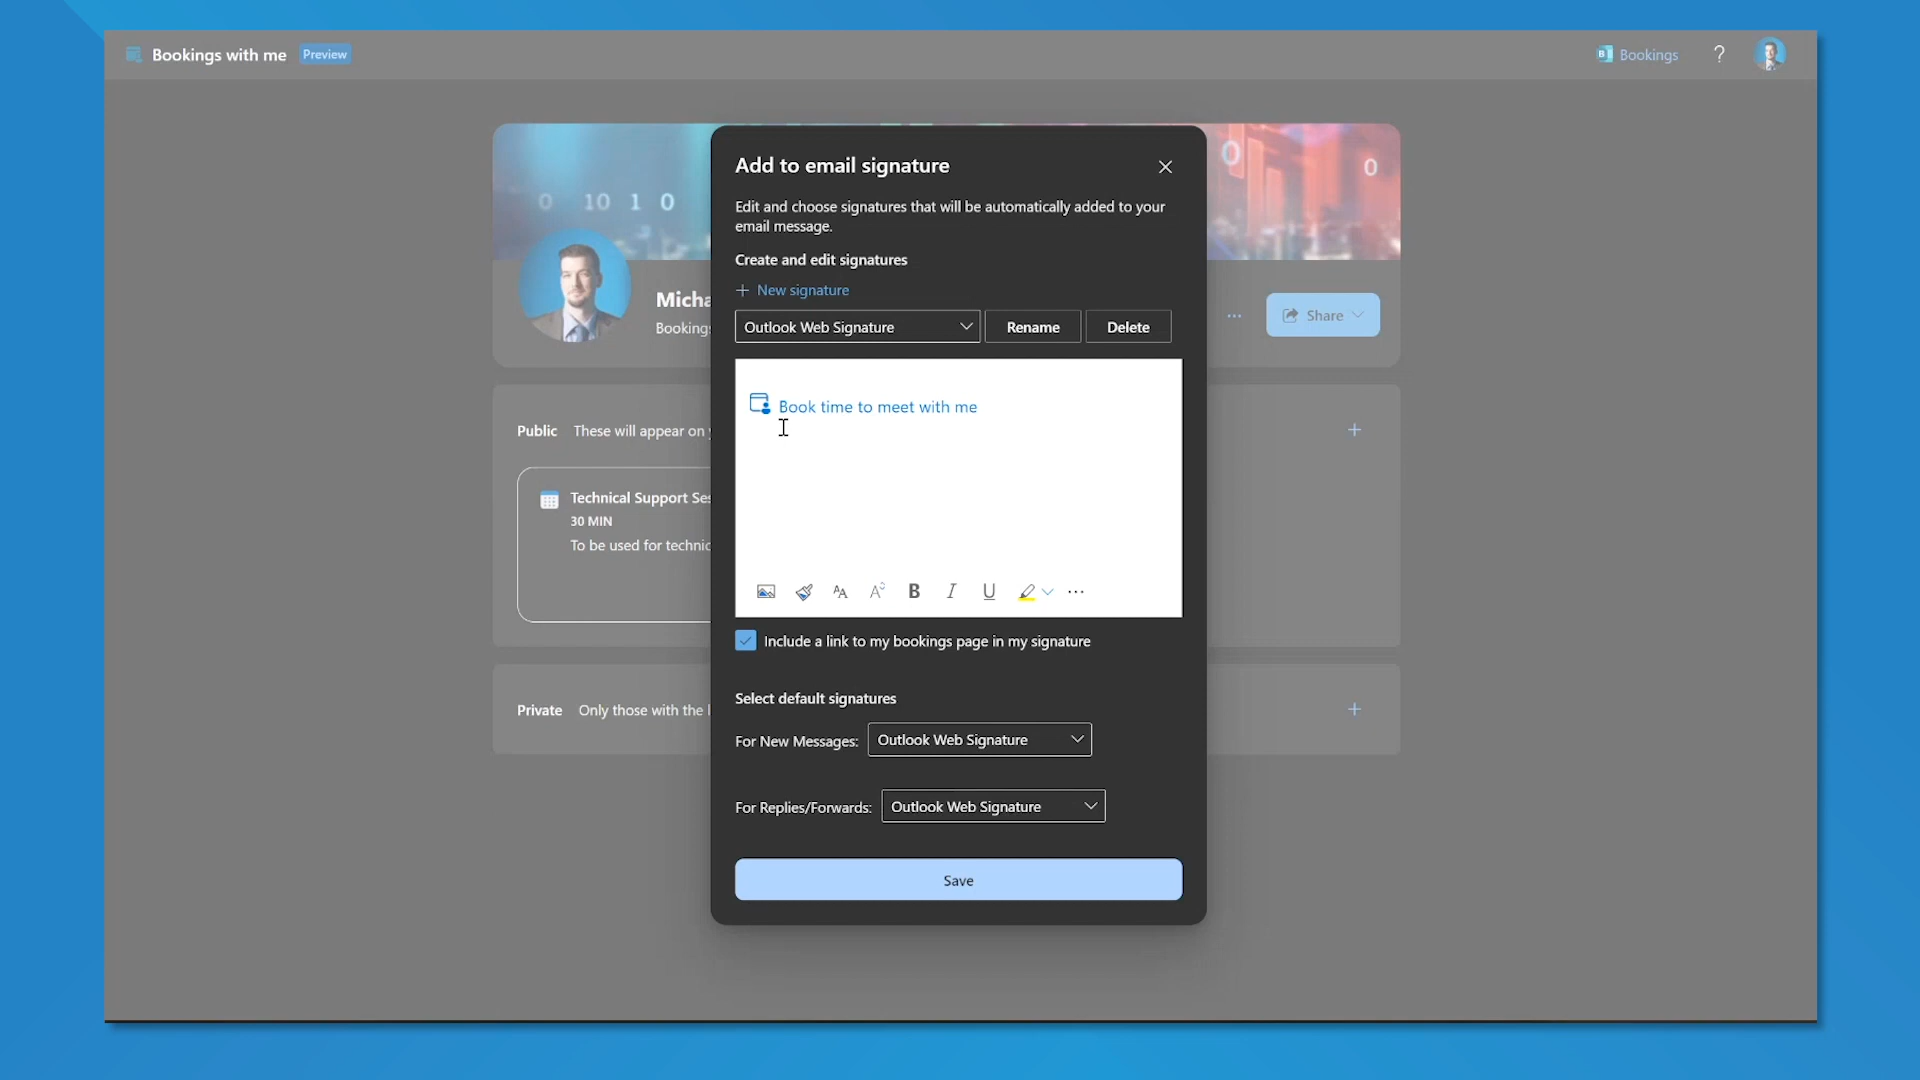 Bookings with me Preview
Bookings ?
Add to email signature
Edit and choose signatures that will be automatically added to your
email message.
Create and edit signatures
+ New signature
Outlook Web Signature Rename Delete
Book time to meet with me
B I U ...
Include a link to my bookings page in my signature
Select default signatures
For New Messages: Outlook Web Signature
For Replies/Forwards: Outlook Web Signature
Save
0 10 1 0
0 0
Micha
Bookings
... Share
Public These will appear on
Technical Support Ses
30 MIN
To be used for technic
Private Only those with the